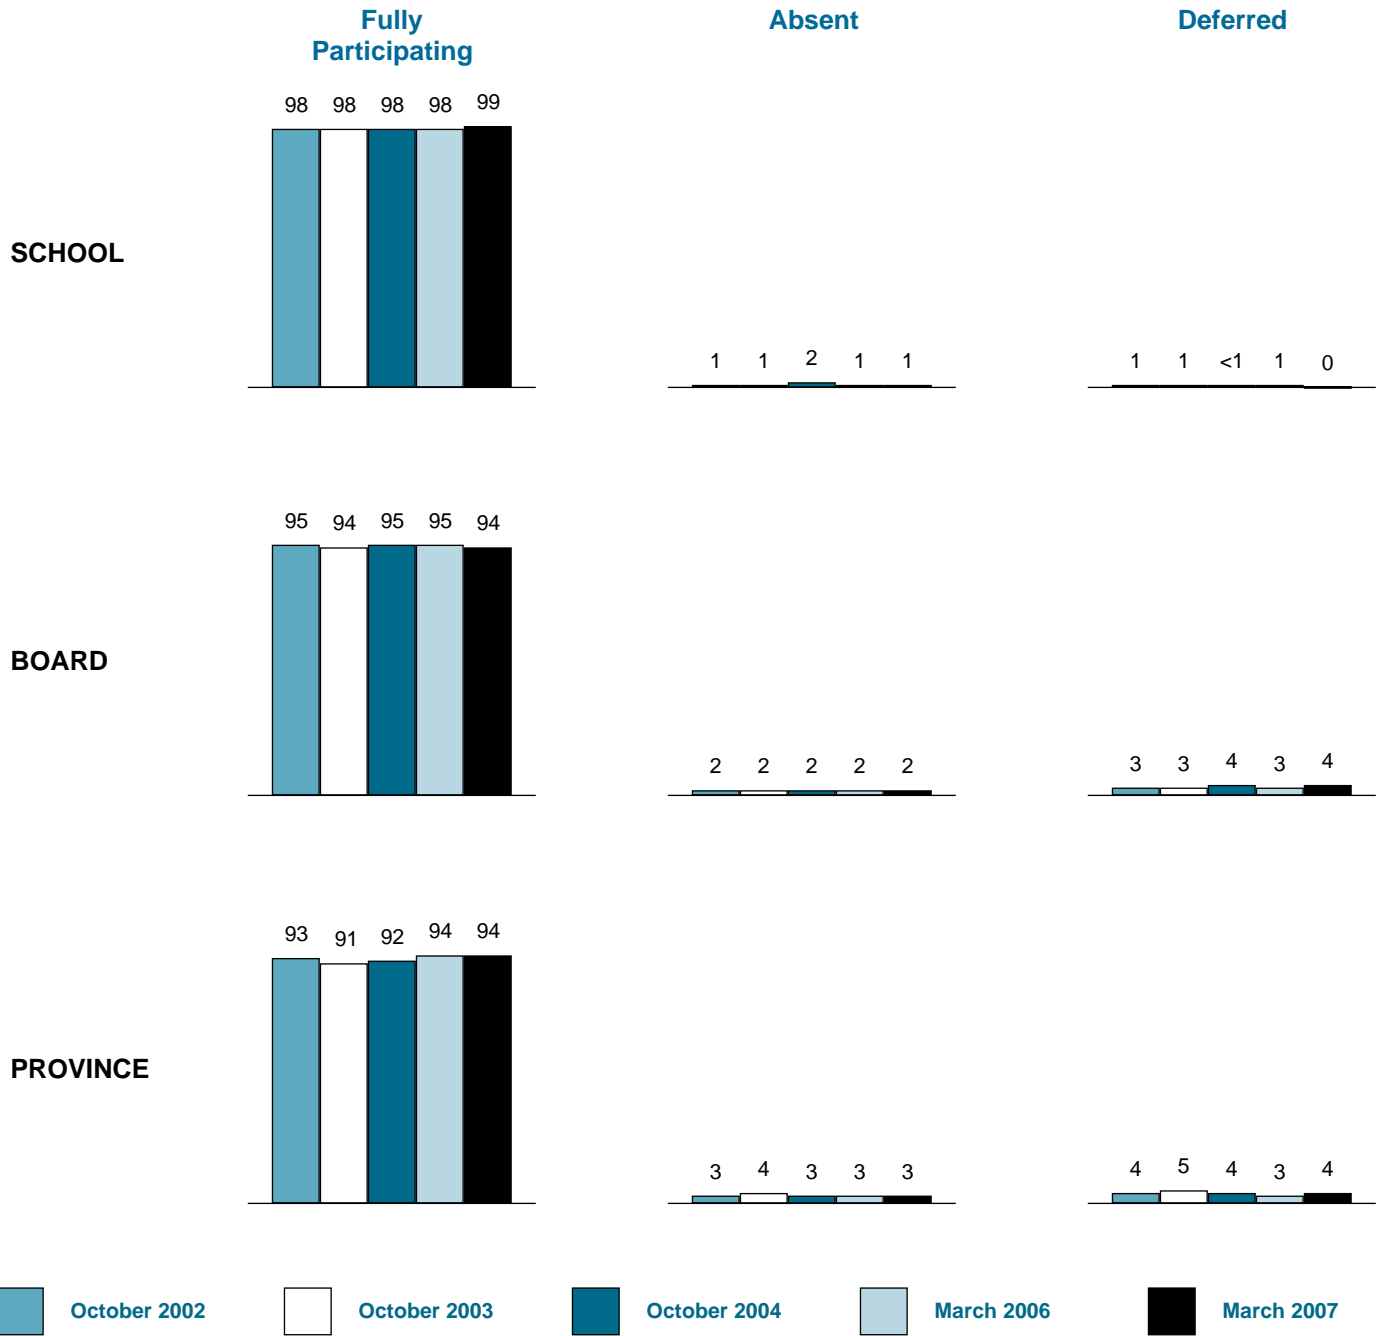 Fully
Participating
Absent
Deferred
98 98 98 98 99
SCHOOL
1 1 2 1 1
1 1 <1 1 0
95 94 95 95 94
BOARD
2 2 2 2 2
3 3 4 3 4
93 91 92 94 94
PROVINCE
3 4 3 3 3
4 5 4 3 4
October 2002
October 2003
October 2004
March 2006
March 2007